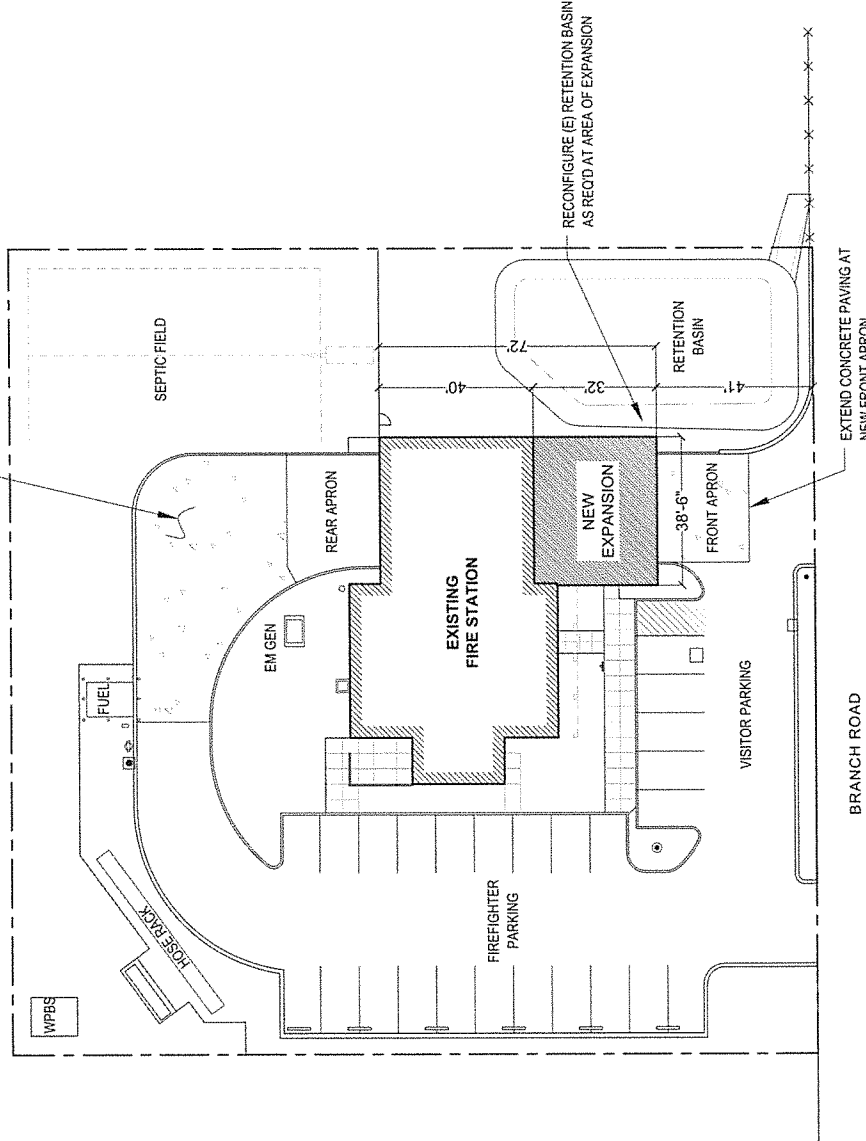 SEPTIC FIELD
RECONFIGURE (E) RETENTION BASIN
AS REQ'D AT AREA OF EXPANSION
REAR APRON
EM GEN
FUEL
HOSE RACK
WPBS
EXISTING
FIRE STATION
NEW
EXPANSION
38'-6"
72'
40'
32'
41'
RETENTION
BASIN
FRONT APRON
EXTEND CONCRETE PAVING AT
NEW FRONT APRON
FIREFIGHTER
PARKING
VISITOR PARKING
BRANCH ROAD